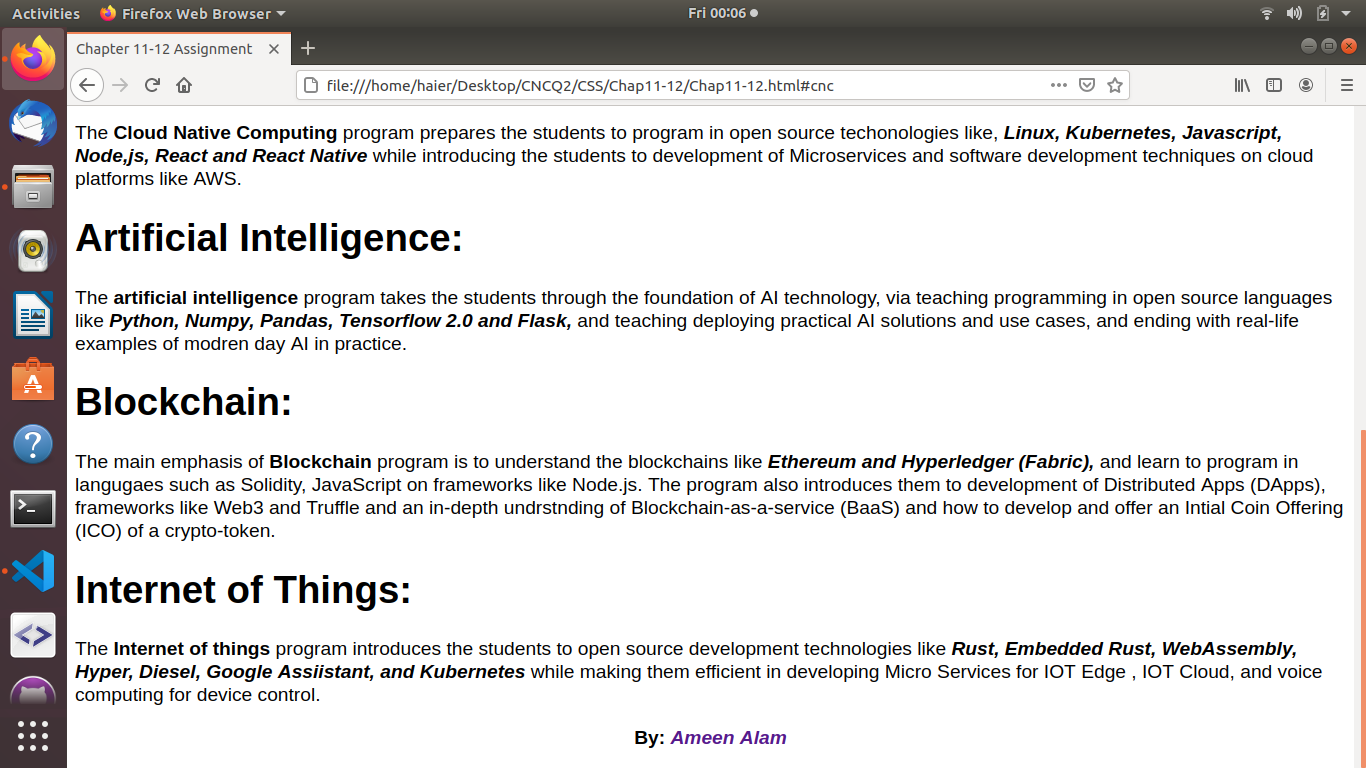 Activities Firefox Web Browser Fri 00:06
Chapter 11-12 Assignment
file:///home/haier/Desktop/CNCQ2/CSS/Chap11-12/Chap11-12.html#cnc
The Cloud Native Computing program prepares the students to program in open source techonologies like, Linux, Kubernetes, Javascript,
Node,js, React and React Native while introducing the students to development of Microservices and software development techniques on cloud
platforms like AWS.
Artificial Intelligence:
The artificial intelligence program takes the students through the foundation of AI technology, via teaching programming in open source languages
like Python, Numpy, Pandas, Tensorflow 2.0 and Flask, and teaching deploying practical AI solutions and use cases, and ending with real-life
examples of modren day AI in practice.
Blockchain:
The main emphasis of Blockchain program is to understand the blockchains like Ethereum and Hyperledger (Fabric), and learn to program in
langugaes such as Solidity, JavaScript on frameworks like Node.js. The program also introduces them to development of Distributed Apps (DApps),
frameworks like Web3 and Truffle and an in-depth undrstnding of Blockchain-as-a-service (BaaS) and how to develop and offer an Intial Coin Offering
(ICO) of a crypto-token.
Internet of Things:
The Internet of things program introduces the students to open source development technologies like Rust, Embedded Rust, WebAssembly,
Hyper, Diesel, Google Assiistant, and Kubernetes while making them efficient in developing Micro Services for IOT Edge , IOT Cloud, and voice
computing for device control.
By: Ameen Alam